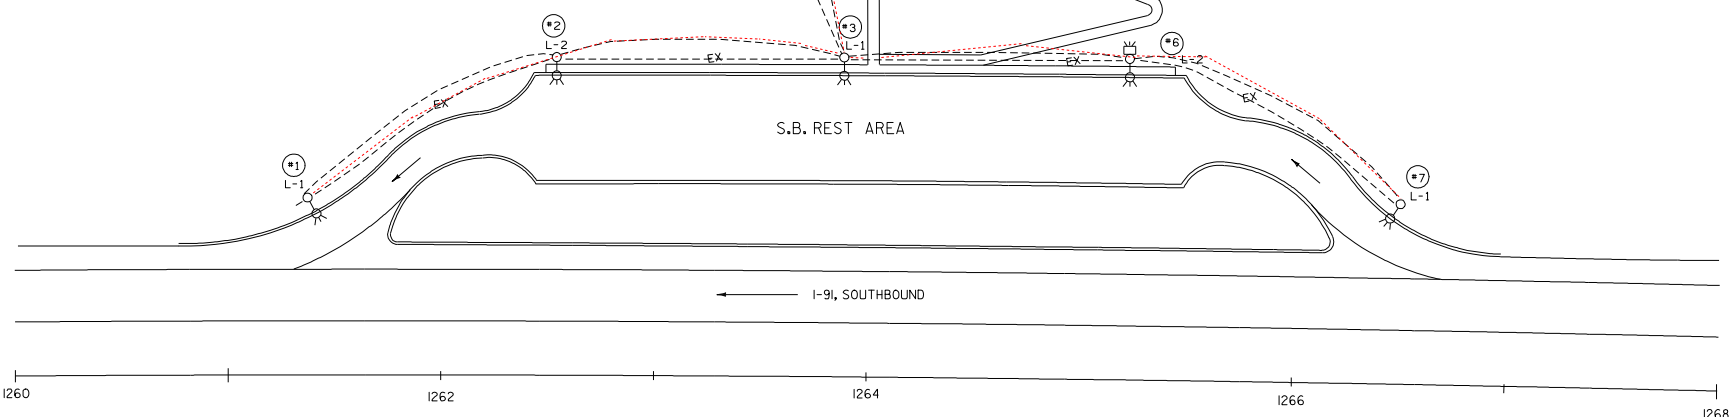 #2
L-2
#3
L-1
#6
L-2
EX
EX
EX
EX
S.B. REST AREA
#1
L-1
#7
L-1
I-91, SOUTHBOUND
1260
1262
1264
1266
1268